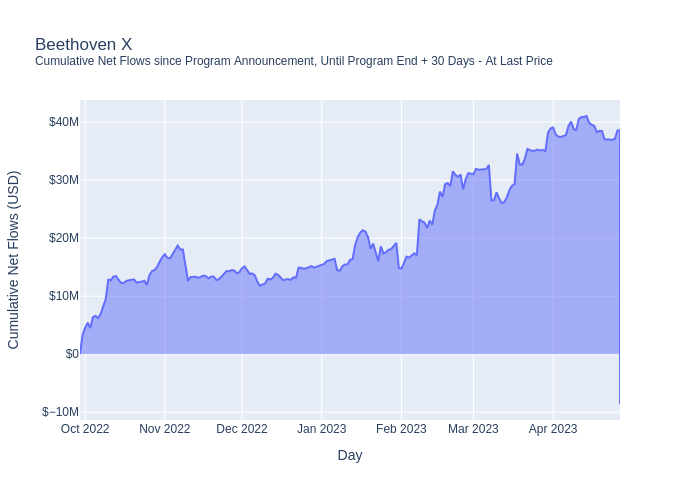 Beethoven X
Cumulative Net Flows since Program Announcement, Until Program End + 30 Days - At Last Price
Cumulative Net Flows (USD)
$40M
$30M
$20M
$10M
$0
$−10M
Oct 2022
Nov 2022
Dec 2022
Jan 2023
Feb 2023
Mar 2023
Apr 2023
Day